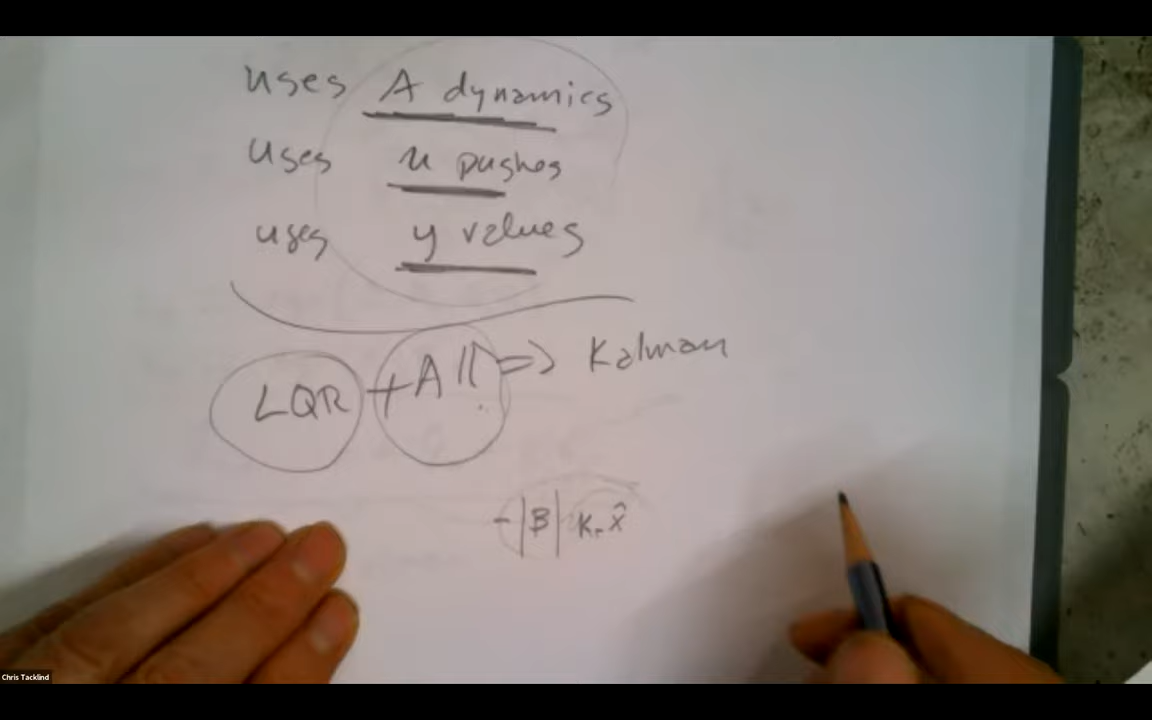 uses A dynamics
uses u pushes
uses y values
LQR + All => Kalman
- |B| Kr x̂
Chris Tacklind